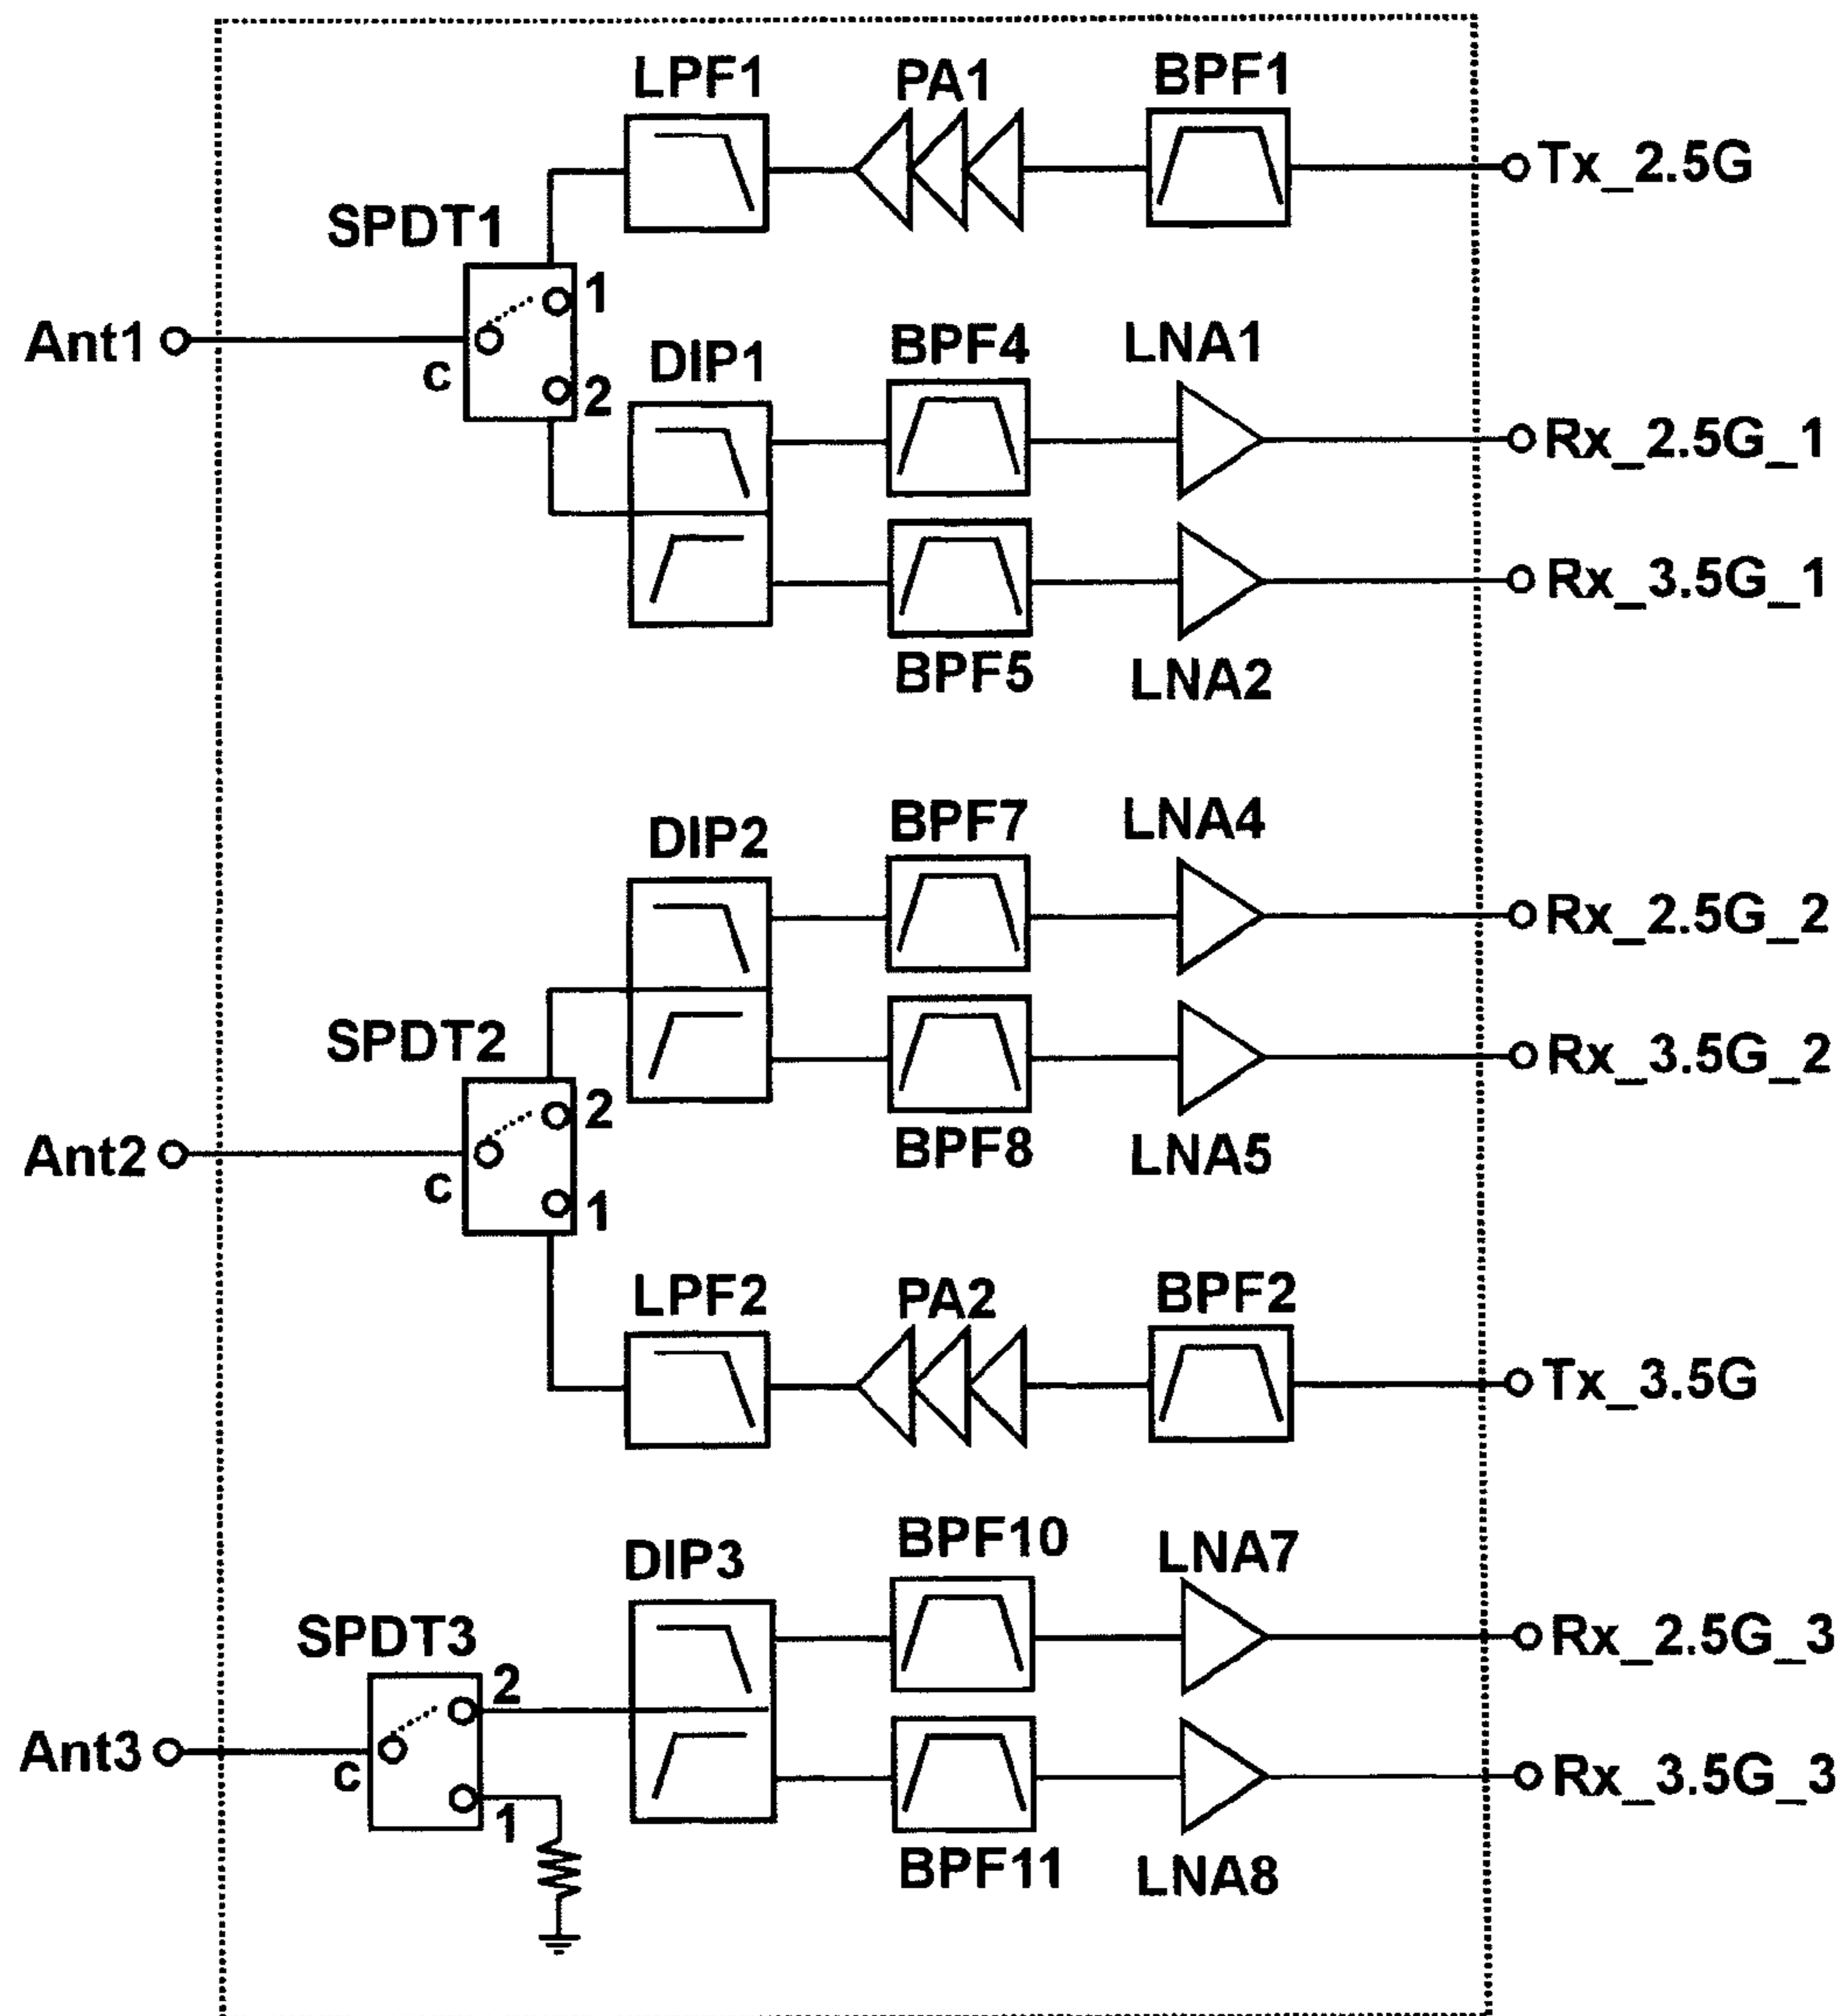 LPF1 PA1 BPF1
Tx_2.5G
SPDT1
1
Ant1
c
2
DIP1 BPF4 LNA1
Rx_2.5G_1
Rx_3.5G_1
BPF5 LNA2
DIP2 BPF7 LNA4
Rx_2.5G_2
SPDT2
Rx_3.5G_2
2
BPF8 LNA5
Ant2
c
1
LPF2 PA2 BPF2
Tx_3.5G
DIP3 BPF10 LNA7
SPDT3
Rx_2.5G_3
2
Ant3
c
Rx_3.5G_3
1
BPF11 LNA8